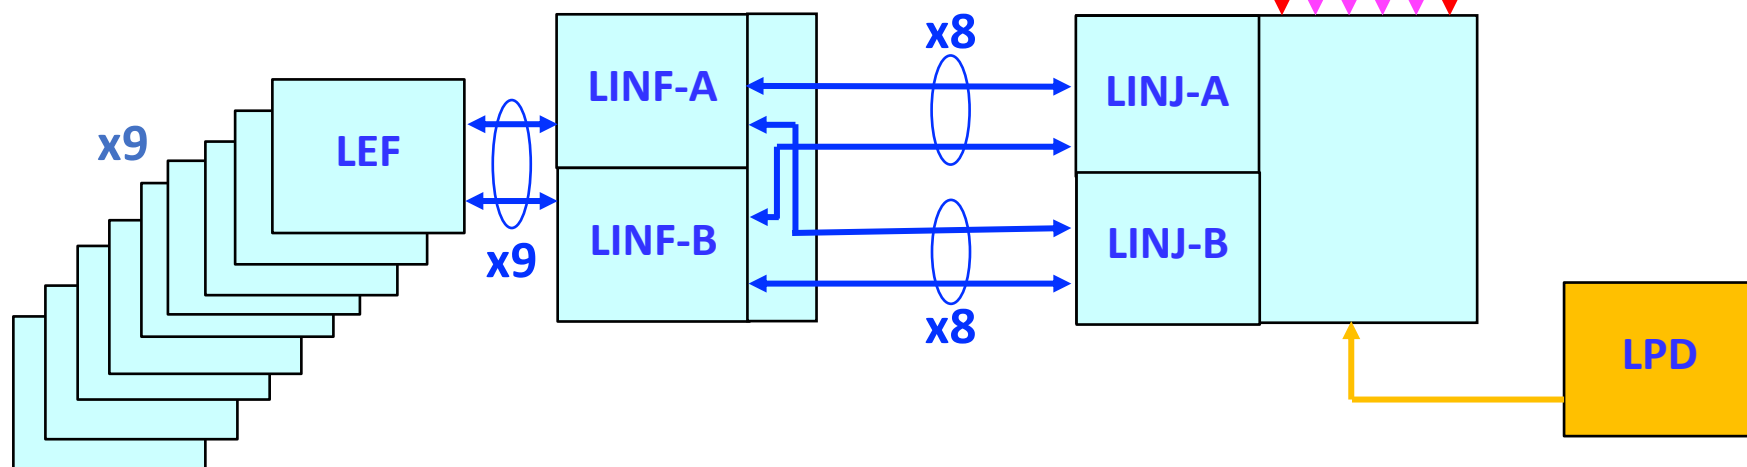 x8
LINF-A
LINJ-A
x9
LEF
LINF-B
LINJ-B
x9
x8
LPD